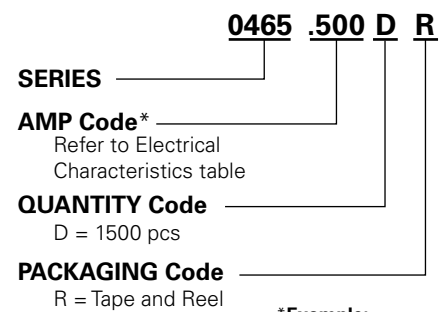 0465 .500 D R
SERIES
AMP Code*
Refer to Electrical
Characteristics table
QUANTITY Code
D = 1500 pcs
PACKAGING Code
R = Tape and Reel
*Example: